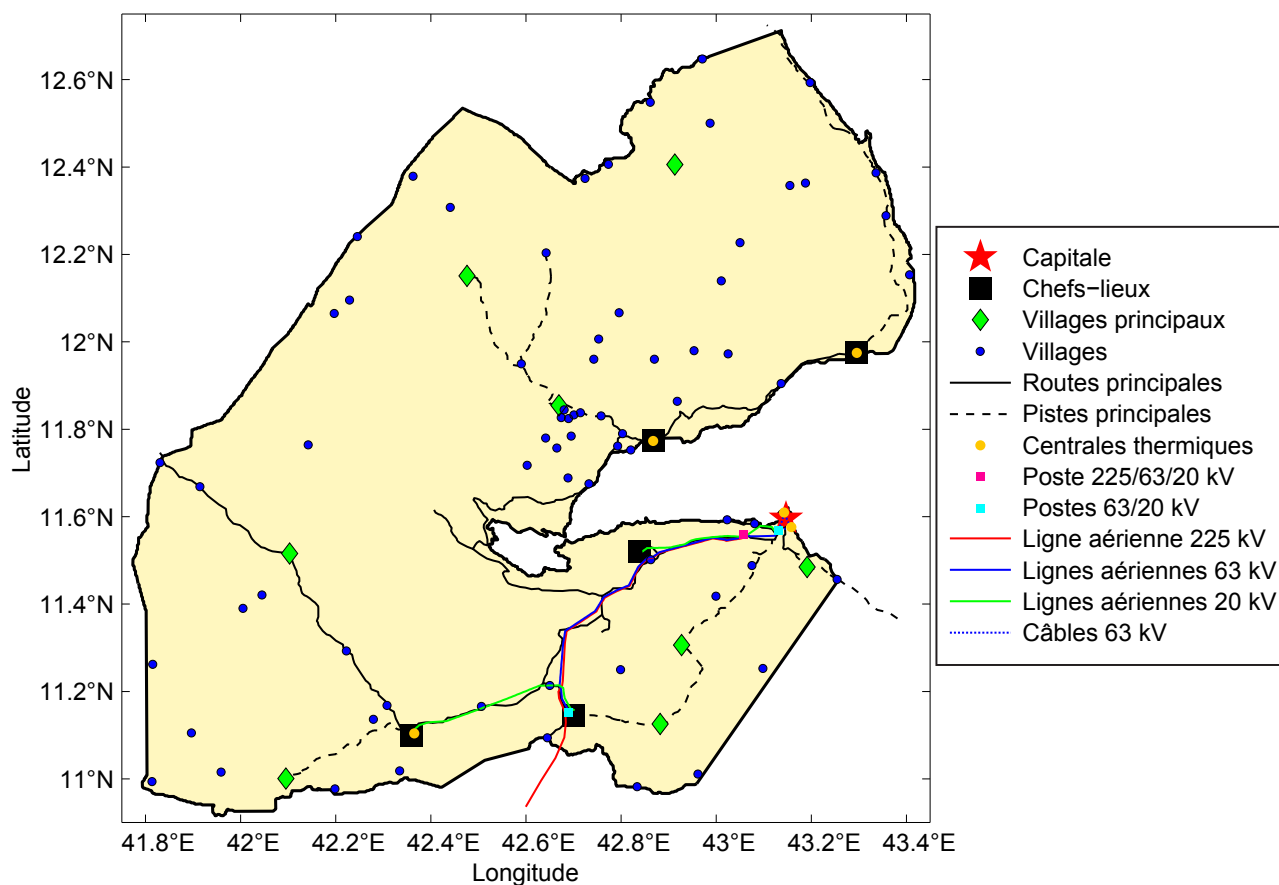 12.6°N
12.4°N
12.2°N
12°N
11.8°N
11.6°N
11.4°N
11.2°N
11°N
Latitude
41.8°E 42°E 42.2°E 42.4°E 42.6°E 42.8°E 43°E 43.2°E 43.4°E
Longitude
Capitale
Chefs−lieux
Villages principaux
Villages
Routes principales
Pistes principales
Centrales thermiques
Poste 225/63/20 kV
Postes 63/20 kV
Ligne aérienne 225 kV
Lignes aériennes 63 kV
Lignes aériennes 20 kV
Câbles 63 kV